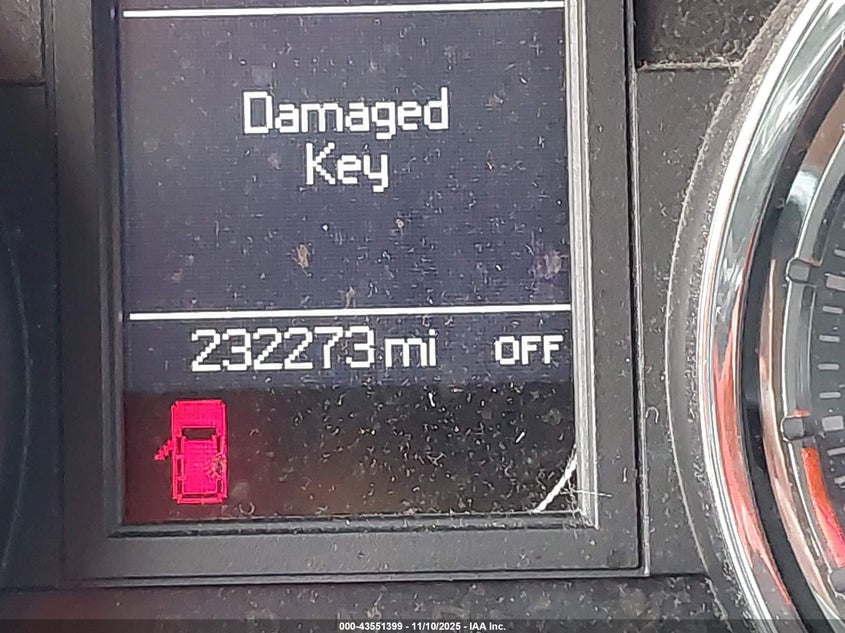 Damaged
Key
232273 mi OFF
000-43551399 - 11/10/2025 - IAA Inc.